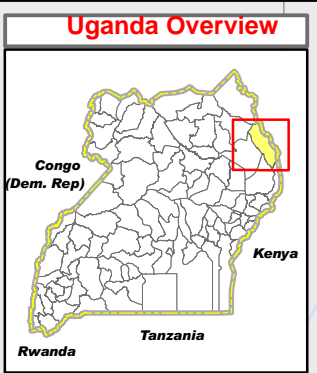 Uganda Overview
Congo
(Dem. Rep)
Kenya
Tanzania
Rwanda